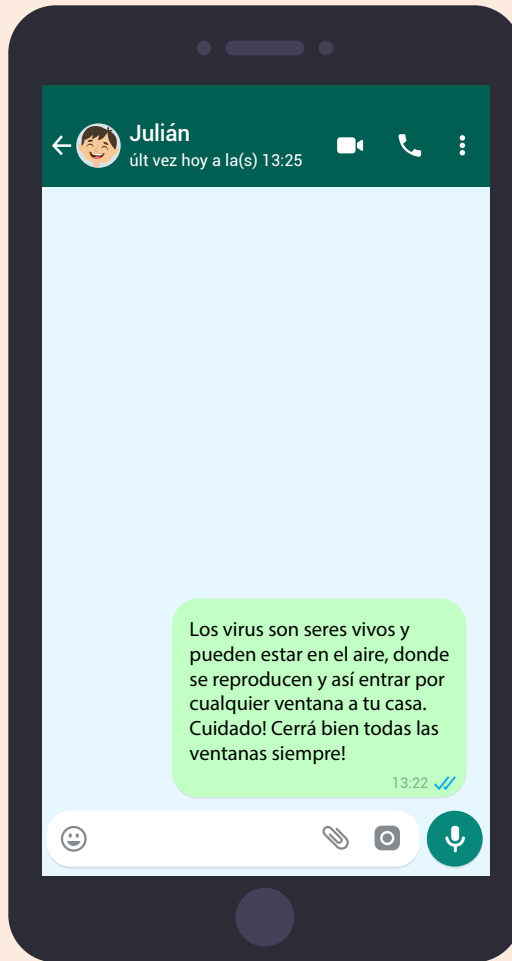 Julián
últ vez hoy a la(s) 13:25
Los virus son seres vivos y
pueden estar en el aire, donde
se reproducen y así entrar por
cualquier ventana a tu casa.
Cuidado! Cerrá bien todas las
ventanas siempre!
13:22